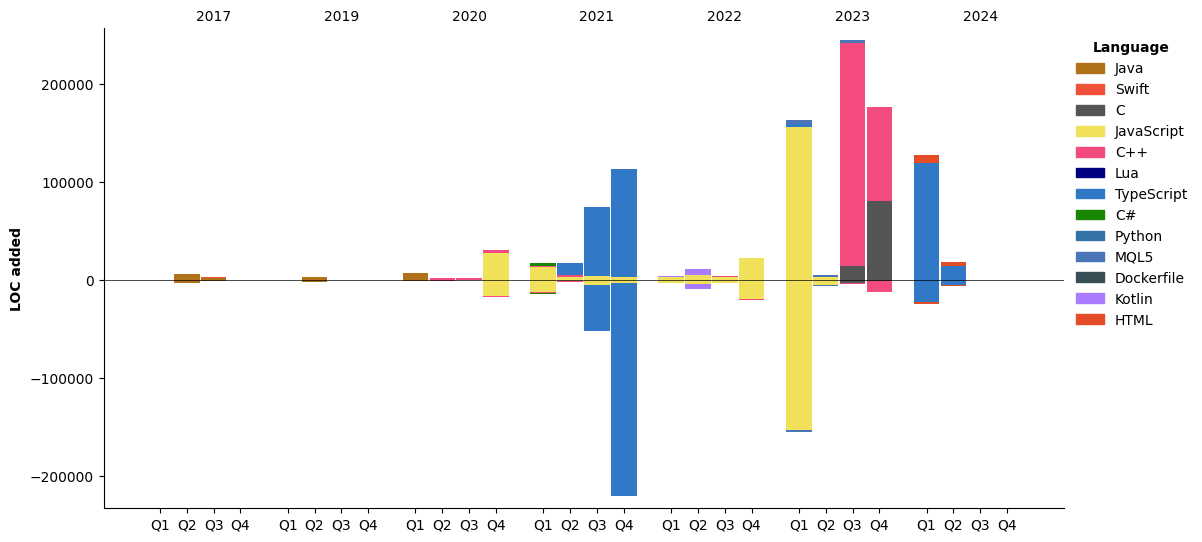 2017 2019 2020 2021 2022 2023 2024
Language
Java
Swift
C
JavaScript
C++
Lua
TypeScript
C#
Python
MQL5
Dockerfile
Kotlin
HTML
LOC added
200000
100000
0
−100000
−200000
Q1 Q2 Q3 Q4 Q1 Q2 Q3 Q4 Q1 Q2 Q3 Q4 Q1 Q2 Q3 Q4 Q1 Q2 Q3 Q4 Q1 Q2 Q3 Q4 Q1 Q2 Q3 Q4